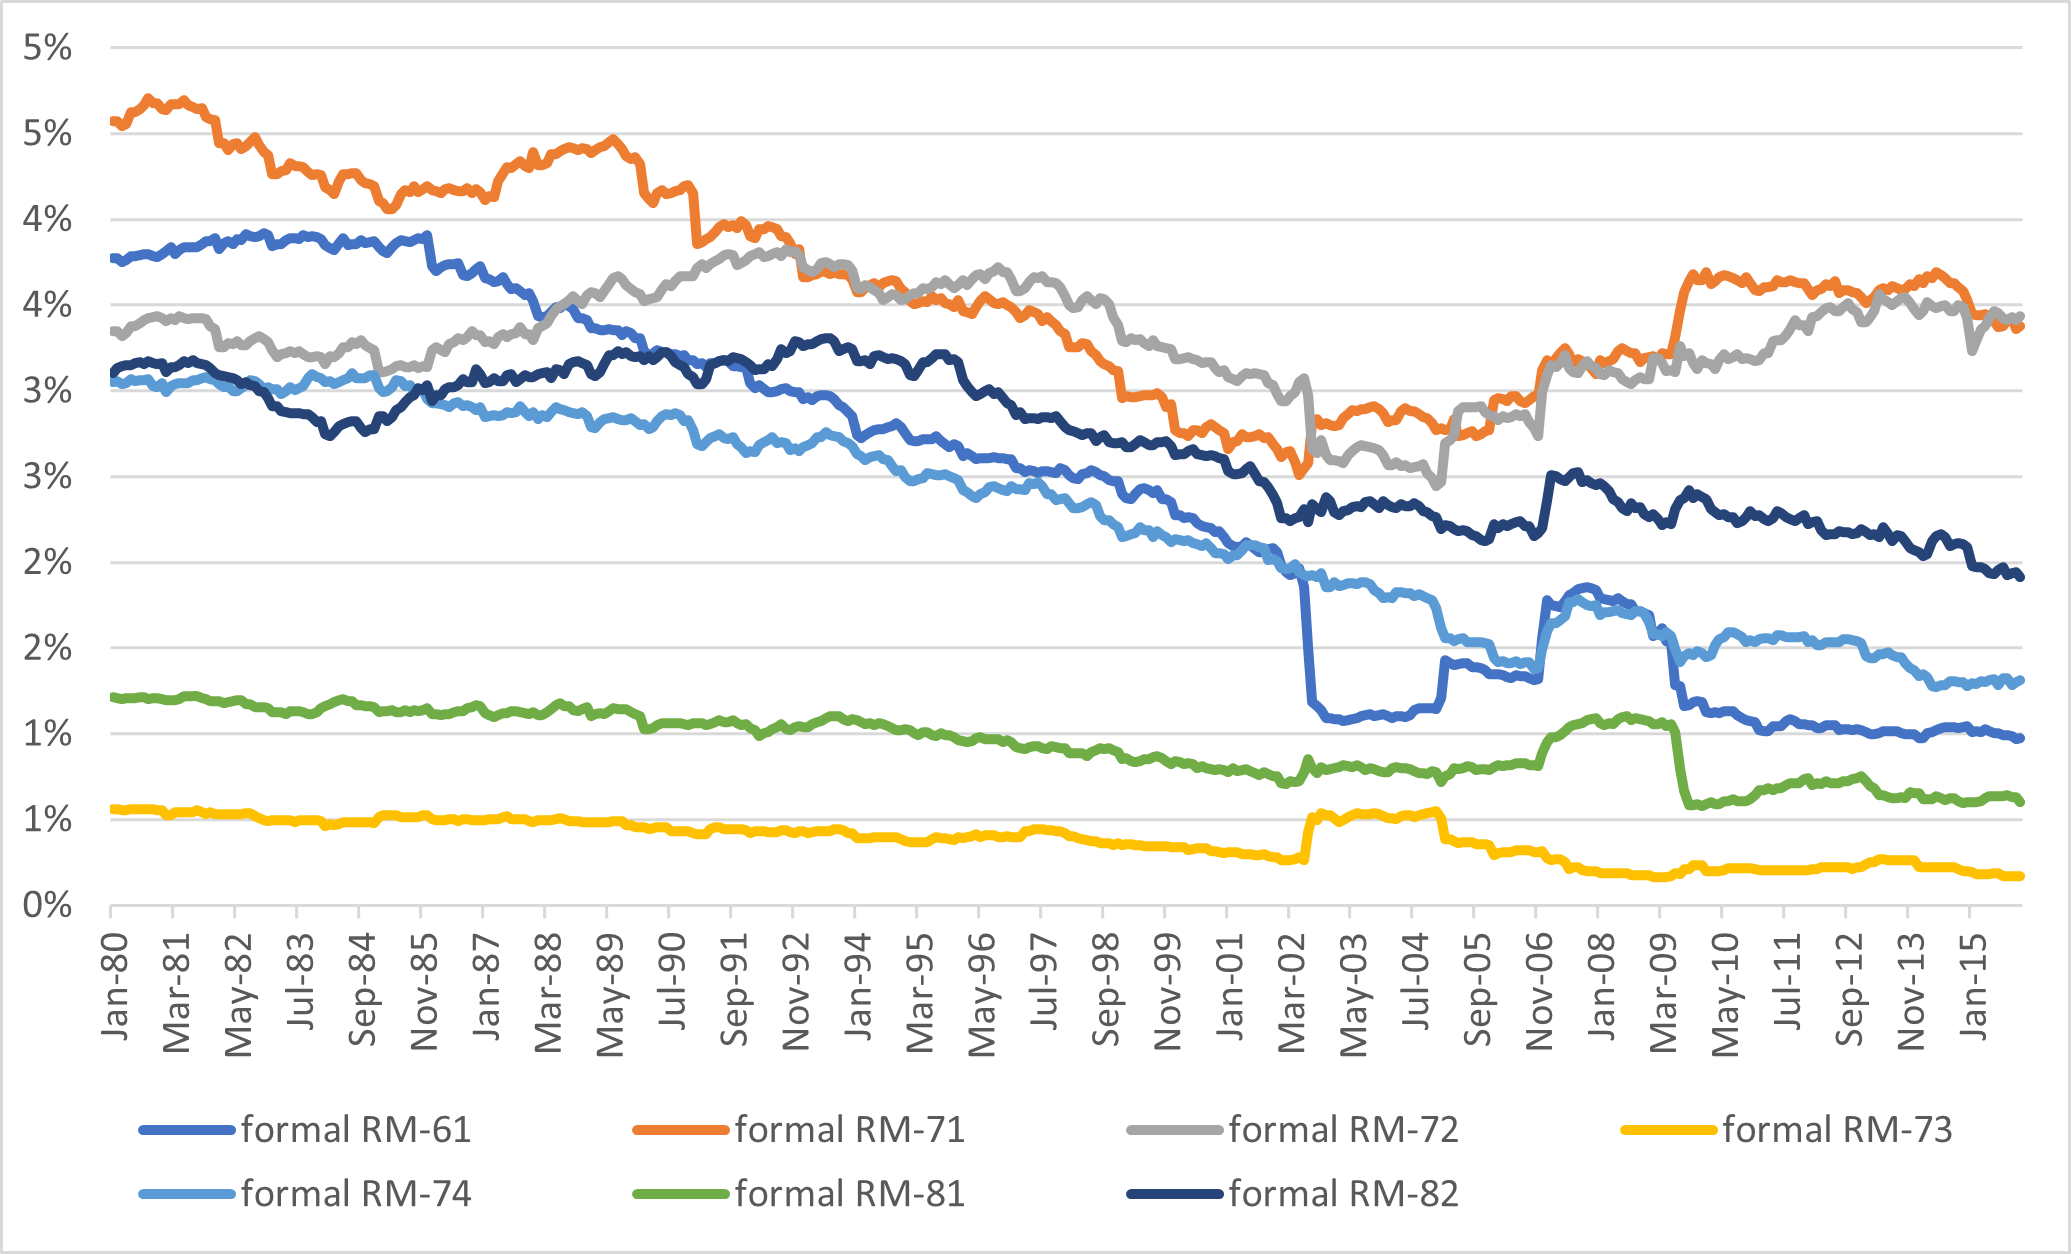 5%
5%
4%
4%
3%
3%
2%
2%
1%
1%
0%
Jan-80
Mar-81
May-82
Jul-83
Sep-84
Nov-85
Jan-87
Mar-88
May-89
Jul-90
Sep-91
Nov-92
Jan-94
Mar-95
May-96
Jul-97
Sep-98
Nov-99
Jan-01
Mar-02
May-03
Jul-04
Sep-05
Nov-06
Jan-08
Mar-09
May-10
Jul-11
Sep-12
Nov-13
Jan-15
formal RM-61 formal RM-71 formal RM-72 formal RM-73
formal RM-74 formal RM-81 formal RM-82